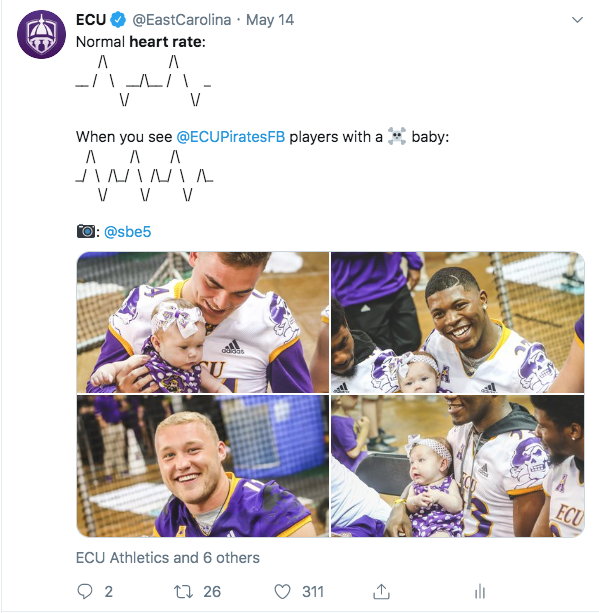 ECU @EastCarolina · May 14
Normal heart rate:
/\ /\
__ / \ __/\__ / \ _
\/ \/
When you see @ECUPiratesFB players with a ☠️ baby:
/\ /\ /\
_/ \ /\_/ \ /\_/ \ /\_
\/ \/ \/
📷: @sbe5
adidas
ECU
ECU
ECU Athletics and 6 others
2 26 311